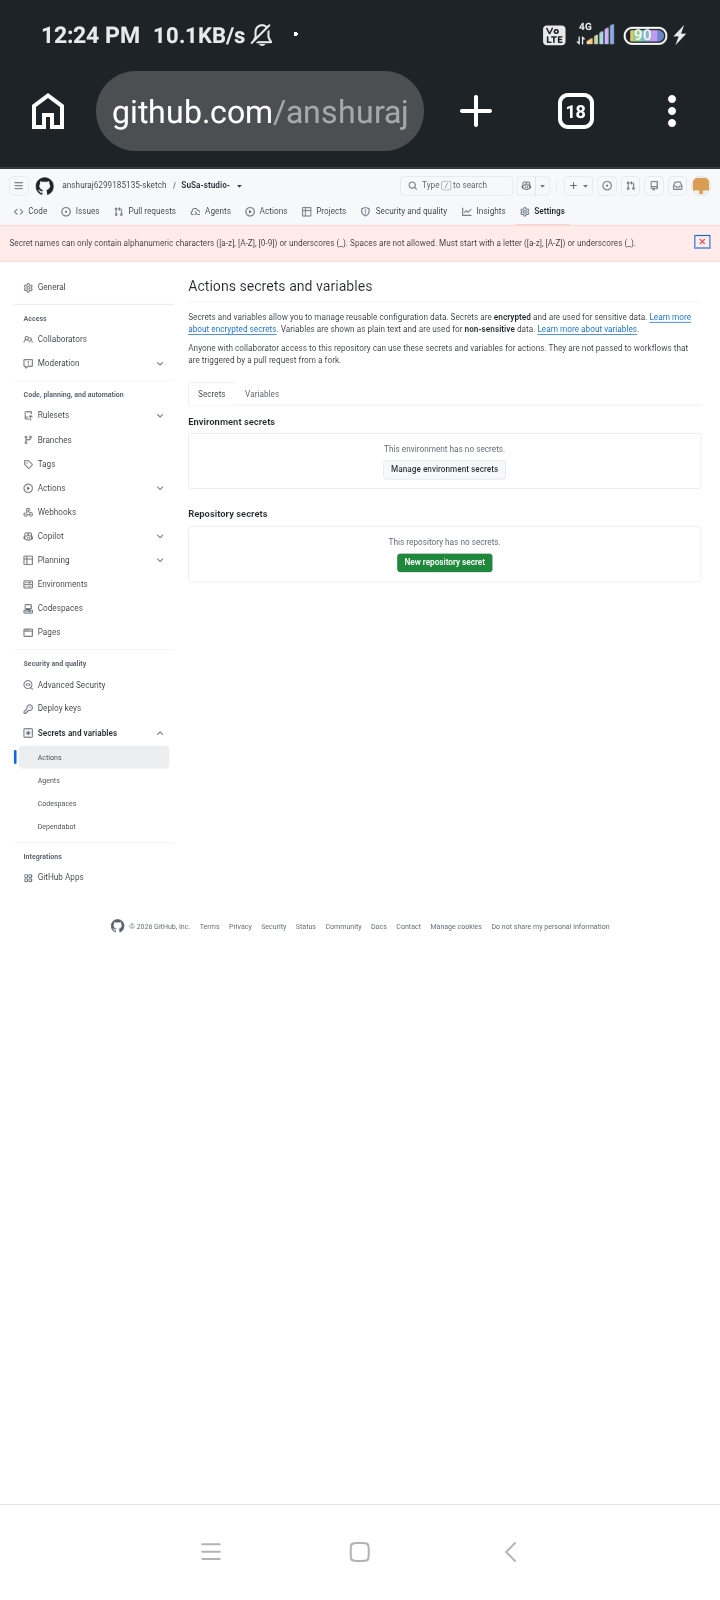 12:24 PM 10.1KB/s
Vo LTE 4G 90
github.com/anshuraj
18
anshuraj6299185135-sketch / SuSa-studio-
Type / to search
Code Issues Pull requests Agents Actions Projects Security and quality Insights Settings
Secret names can only contain alphanumeric characters ([a-z], [A-Z], [0-9]) or underscores (_). Spaces are not allowed. Must start with a letter ([a-z], [A-Z]) or underscores (_).
General
Access
Collaborators
Moderation
Code, planning, and automation
Rulesets
Branches
Tags
Actions
Webhooks
Copilot
Planning
Environments
Codespaces
Pages
Security and quality
Advanced Security
Deploy keys
Secrets and variables
Actions
Agents
Codespaces
Dependabot
Integrations
GitHub Apps
Actions secrets and variables
Secrets and variables allow you to manage reusable configuration data. Secrets are encrypted and are used for sensitive data. Learn more
about encrypted secrets. Variables are shown as plain text and are used for non-sensitive data. Learn more about variables.
Anyone with collaborator access to this repository can use these secrets and variables for actions. They are not passed to workflows that
are triggered by a pull request from a fork.
Secrets Variables
Environment secrets
This environment has no secrets.
Manage environment secrets
Repository secrets
This repository has no secrets.
New repository secret
© 2026 GitHub, Inc. Terms Privacy Security Status Community Docs Contact Manage cookies Do not share my personal information